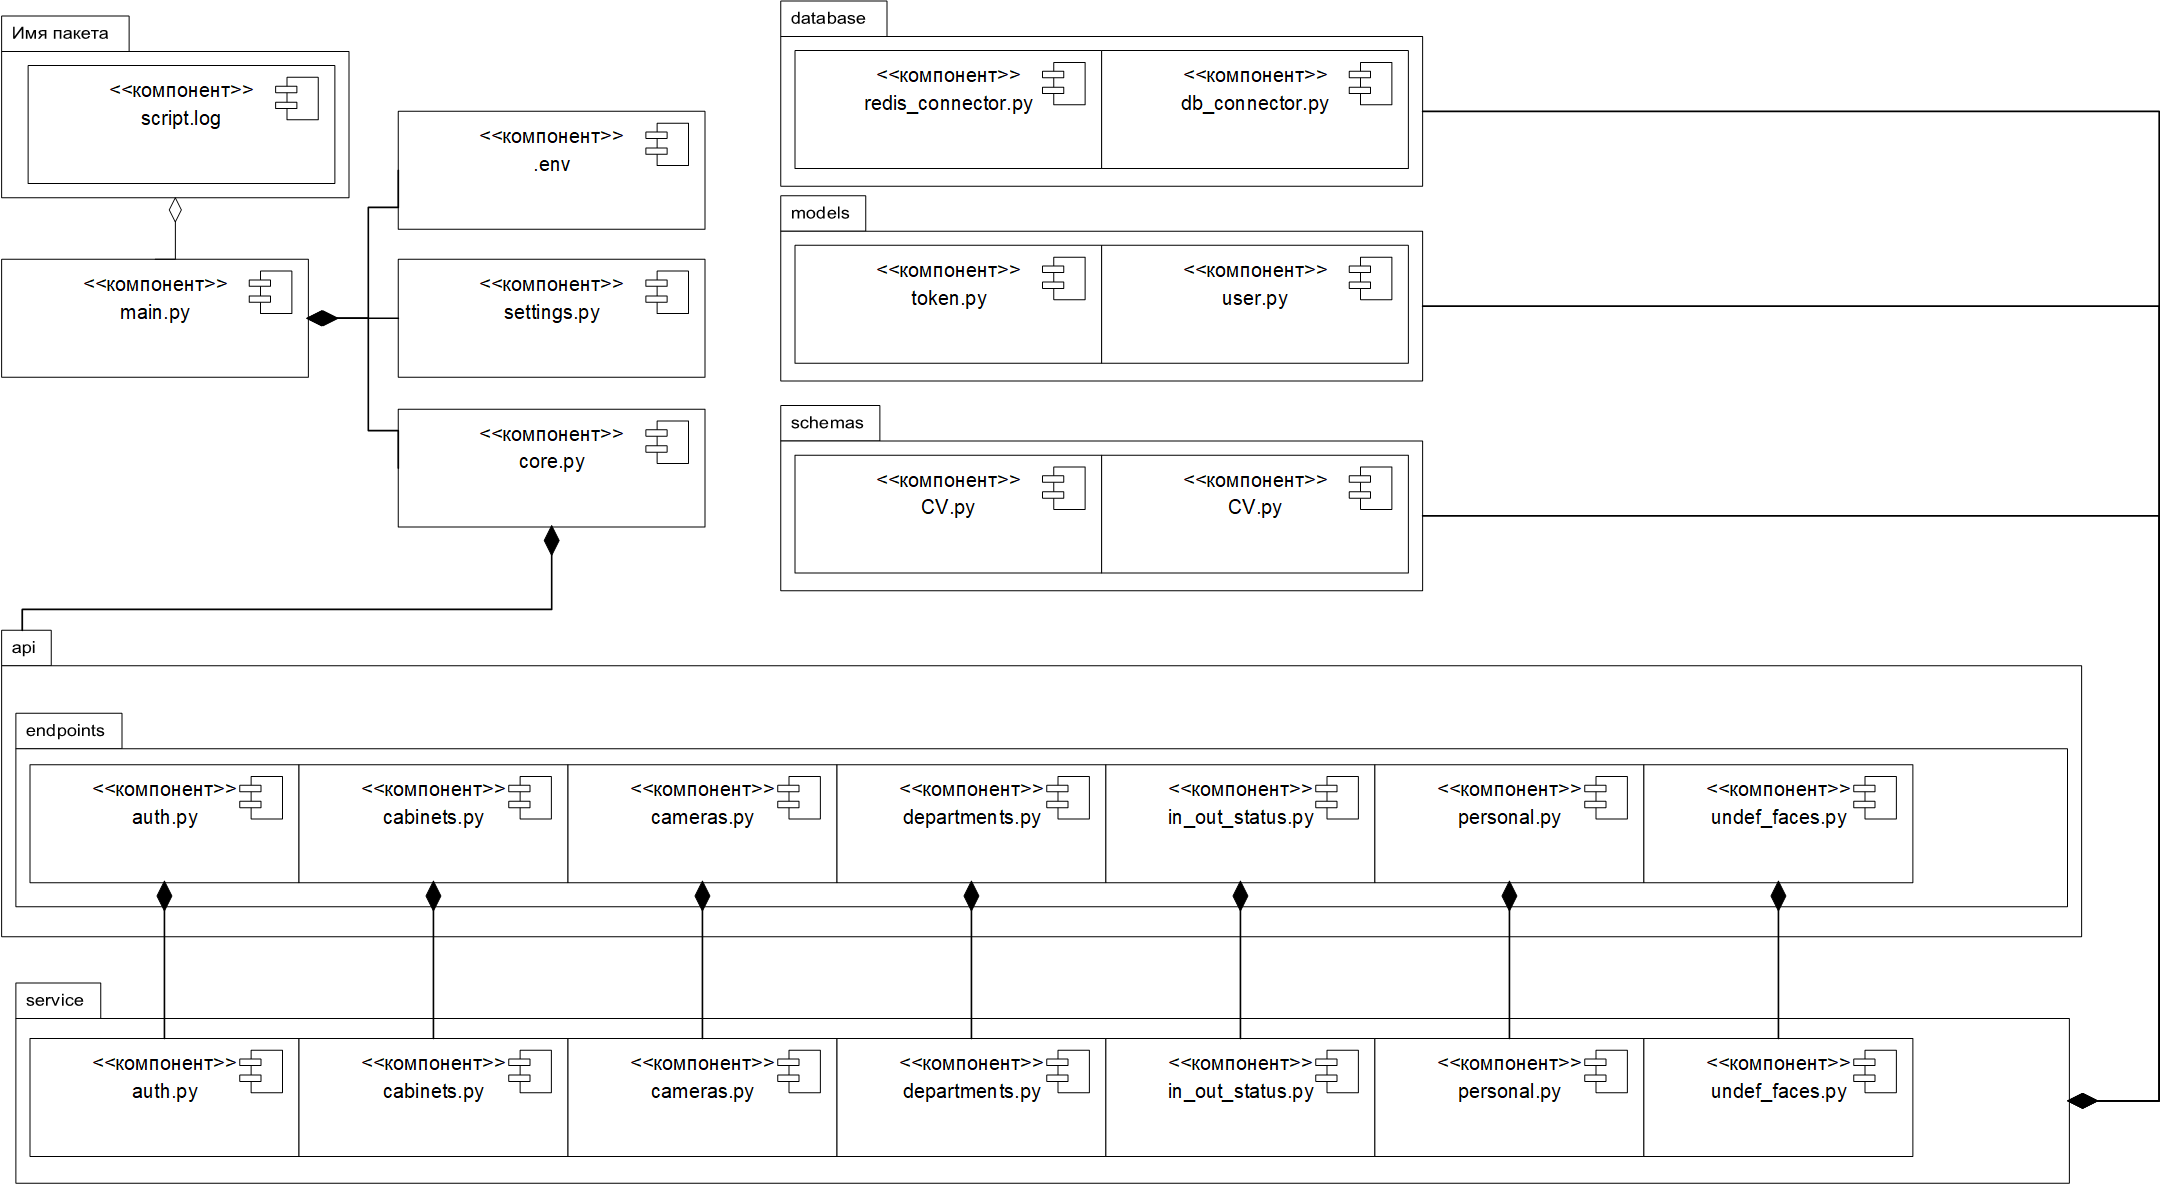 Имя пакета
<<компонент>>
script.log
<<компонент>>
main.py
<<компонент>>
.env
<<компонент>>
settings.py
<<компонент>>
core.py
database
<<компонент>>
redis_connector.py
<<компонент>>
db_connector.py
models
<<компонент>>
token.py
<<компонент>>
user.py
schemas
<<компонент>>
CV.py
<<компонент>>
CV.py
api
endpoints
<<компонент>>
auth.py
<<компонент>>
cabinets.py
<<компонент>>
cameras.py
<<компонент>>
departments.py
<<компонент>>
in_out_status.py
<<компонент>>
personal.py
<<компонент>>
undef_faces.py
service
<<компонент>>
auth.py
<<компонент>>
cabinets.py
<<компонент>>
cameras.py
<<компонент>>
departments.py
<<компонент>>
in_out_status.py
<<компонент>>
personal.py
<<компонент>>
undef_faces.py